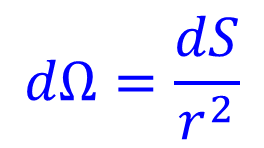 dΩ = dS / r²